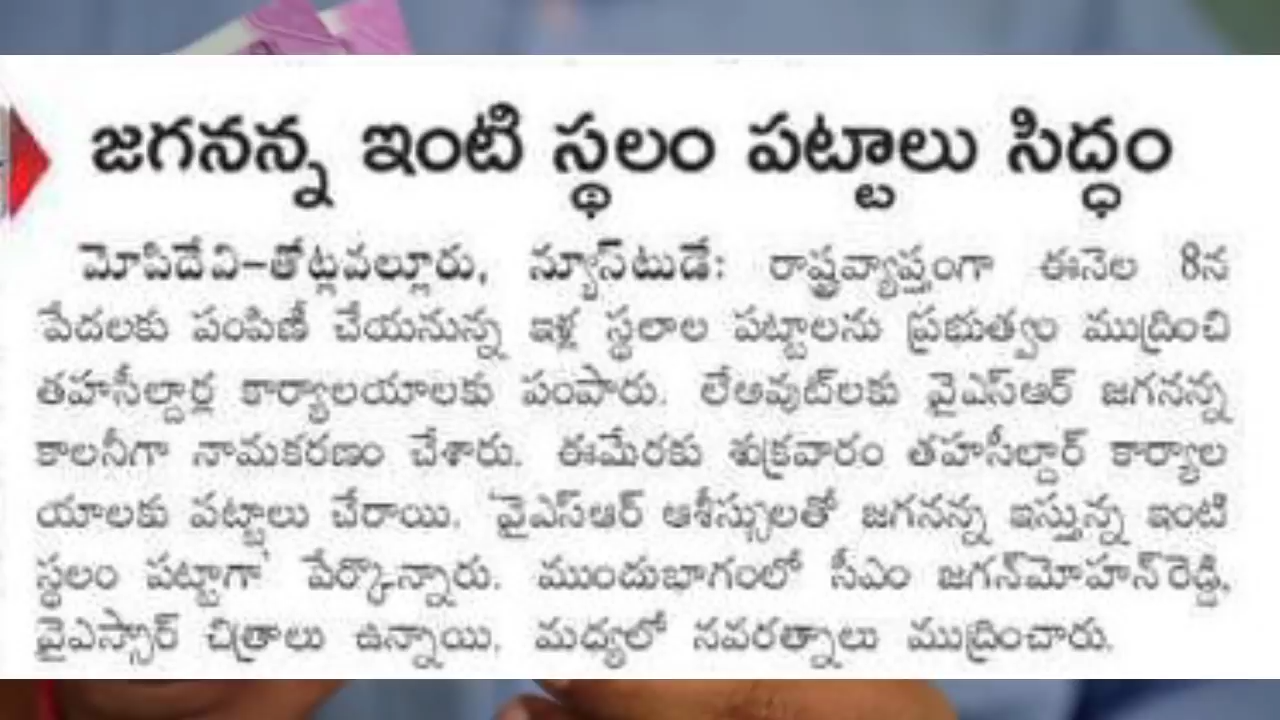 జగనన్న ఇంటి స్థలం పట్టాలు సిద్ధం
మోపిదేవి-తోట్లవల్లూరు, న్యూస్‌టుడే: రాష్ట్రవ్యాప్తంగా ఈనెల 8న
పేదలకు పంపిణీ చేయనున్న ఇళ్ల స్థలాల పట్టాలను ప్రభుత్వం ముద్రించి
తహసీల్దార్ల కార్యాలయాలకు పంపారు. లేఅవుట్‌లకు వైఎస్‌ఆర్‌ జగనన్న
కాలనీగా నామకరణం చేశారు. ఈమేరకు శుక్రవారం తహసీల్దార్‌ కార్యాల
యాలకు పట్టాలు చేరాయి. 'వైఎస్‌ఆర్‌ ఆశీస్సులతో జగనన్న ఇస్తున్న ఇంటి
స్థలం పట్టాగా' పేర్కొన్నారు. ముందుభాగంలో సీఎం జగన్‌మోహన్‌రెడ్డి,
వైఎస్సార్‌ చిత్రాలు ఉన్నాయి. మధ్యలో నవరత్నాలు ముద్రించారు.